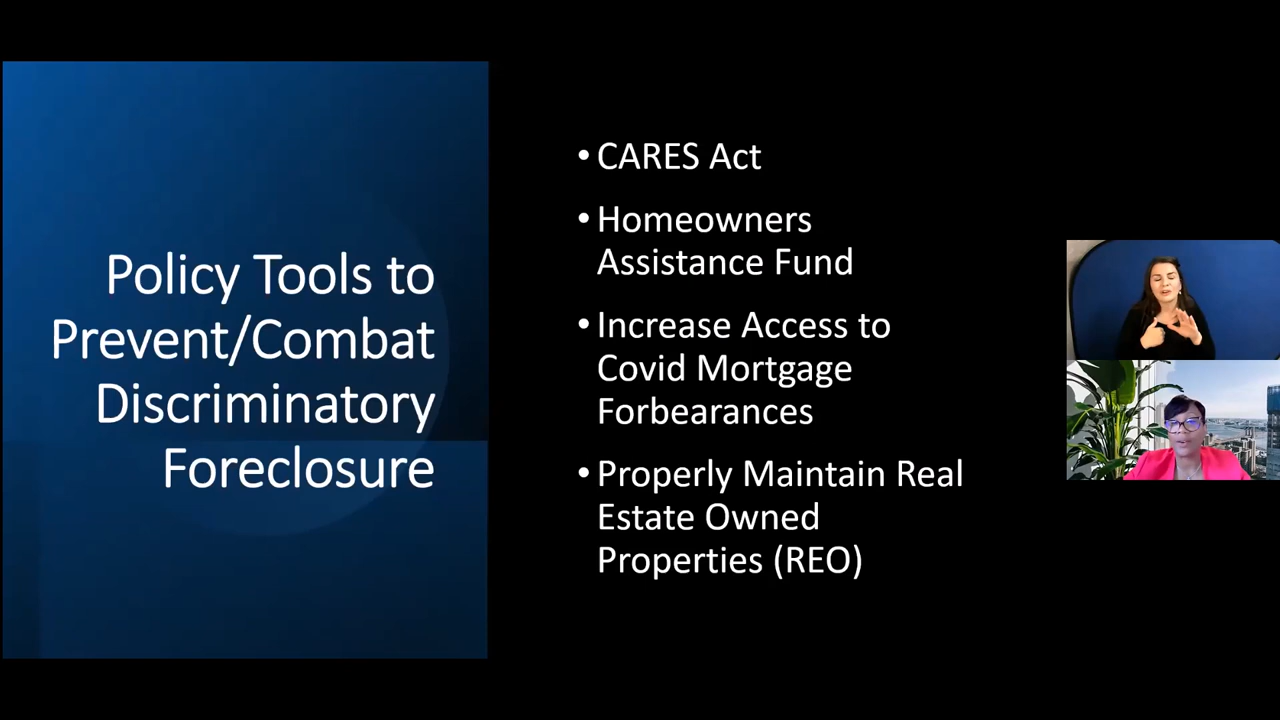 Policy Tools to
Prevent/Combat
Discriminatory
Foreclosure
• CARES Act
• Homeowners
Assistance Fund
• Increase Access to
Covid Mortgage
Forbearances
• Properly Maintain Real
Estate Owned
Properties (REO)